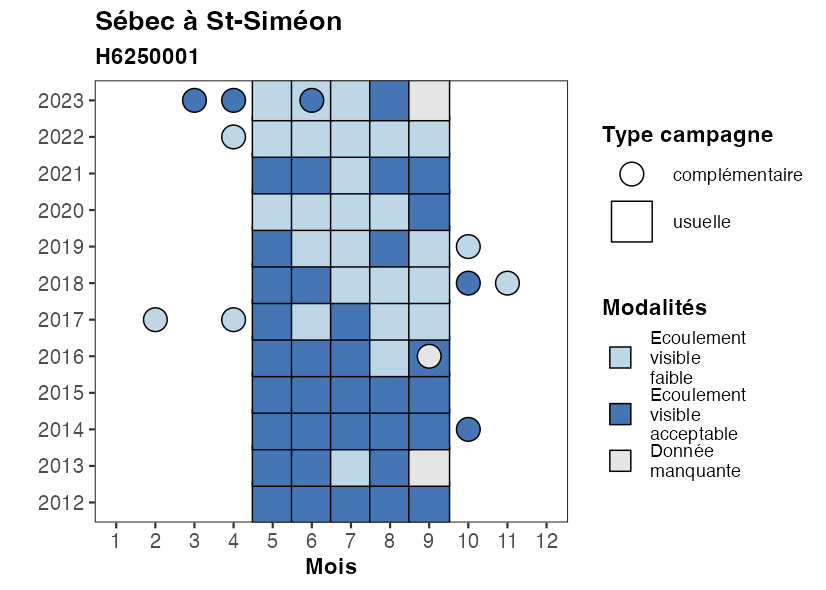 Sébec à St-Siméon
H6250001
2023
2022
2021
2020
2019
2018
2017
2016
2015
2014
2013
2012
1 2 3 4 5 6 7 8 9 10 11 12
Mois
Type campagne
complémentaire
usuelle
Modalités
Ecoulement
visible
faible
Ecoulement
visible
acceptable
Donnée
manquante